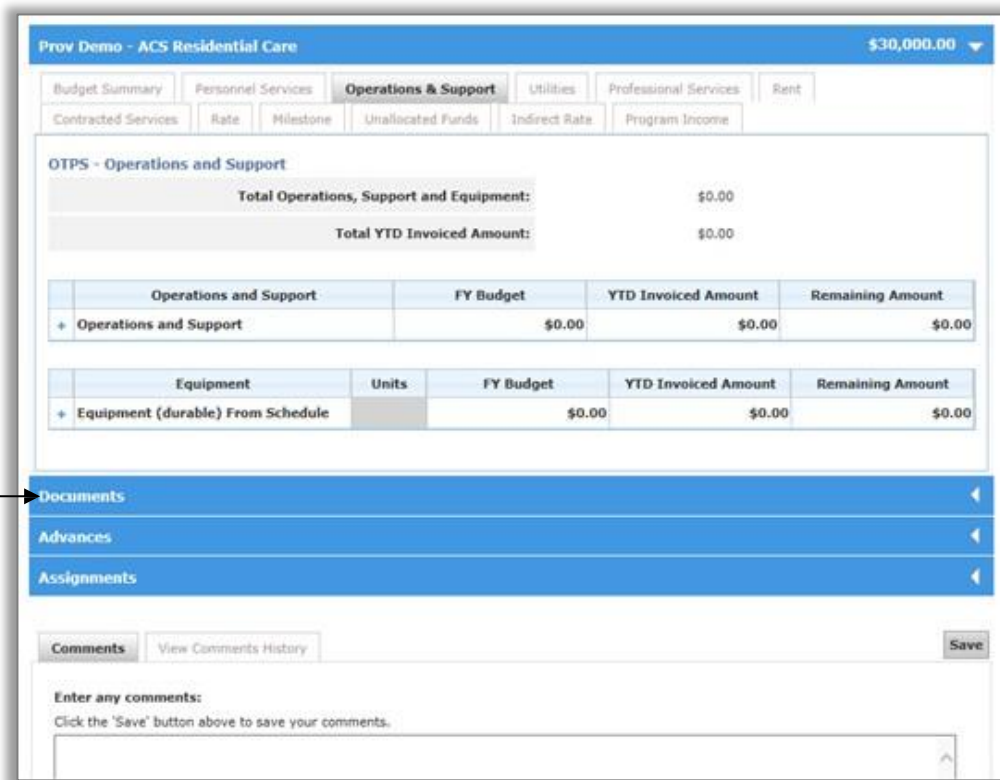 Prov Demo - ACS Residential Care $30,000.00
Budget Summary Personnel Services Operations & Support Utilities Professional Services Rent
Contracted Services Rate Milestone Unallocated Funds Indirect Rate Program Income
OTPS - Operations and Support
Total Operations, Support and Equipment: $0.00
Total YTD Invoiced Amount: $0.00
Operations and Support FY Budget YTD Invoiced Amount Remaining Amount
+ Operations and Support $0.00 $0.00 $0.00
Equipment Units FY Budget YTD Invoiced Amount Remaining Amount
+ Equipment (durable) From Schedule $0.00 $0.00 $0.00
Documents
Advances
Assignments
Comments View Comments History Save
Enter any comments:
Click the 'Save' button above to save your comments.